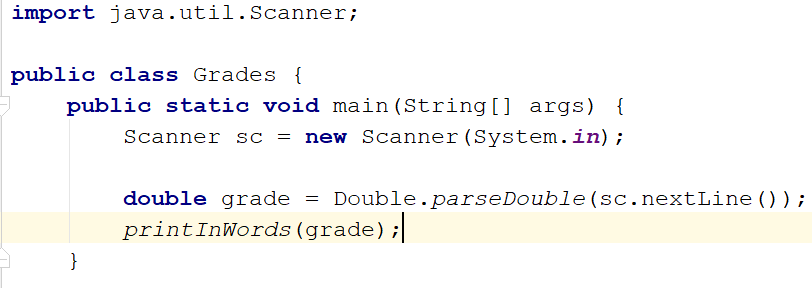 import java.util.Scanner;
public class Grades {
public static void main(String[] args) {
Scanner sc = new Scanner(System.in);
double grade = Double.parseDouble(sc.nextLine());
printInWords(grade);
}